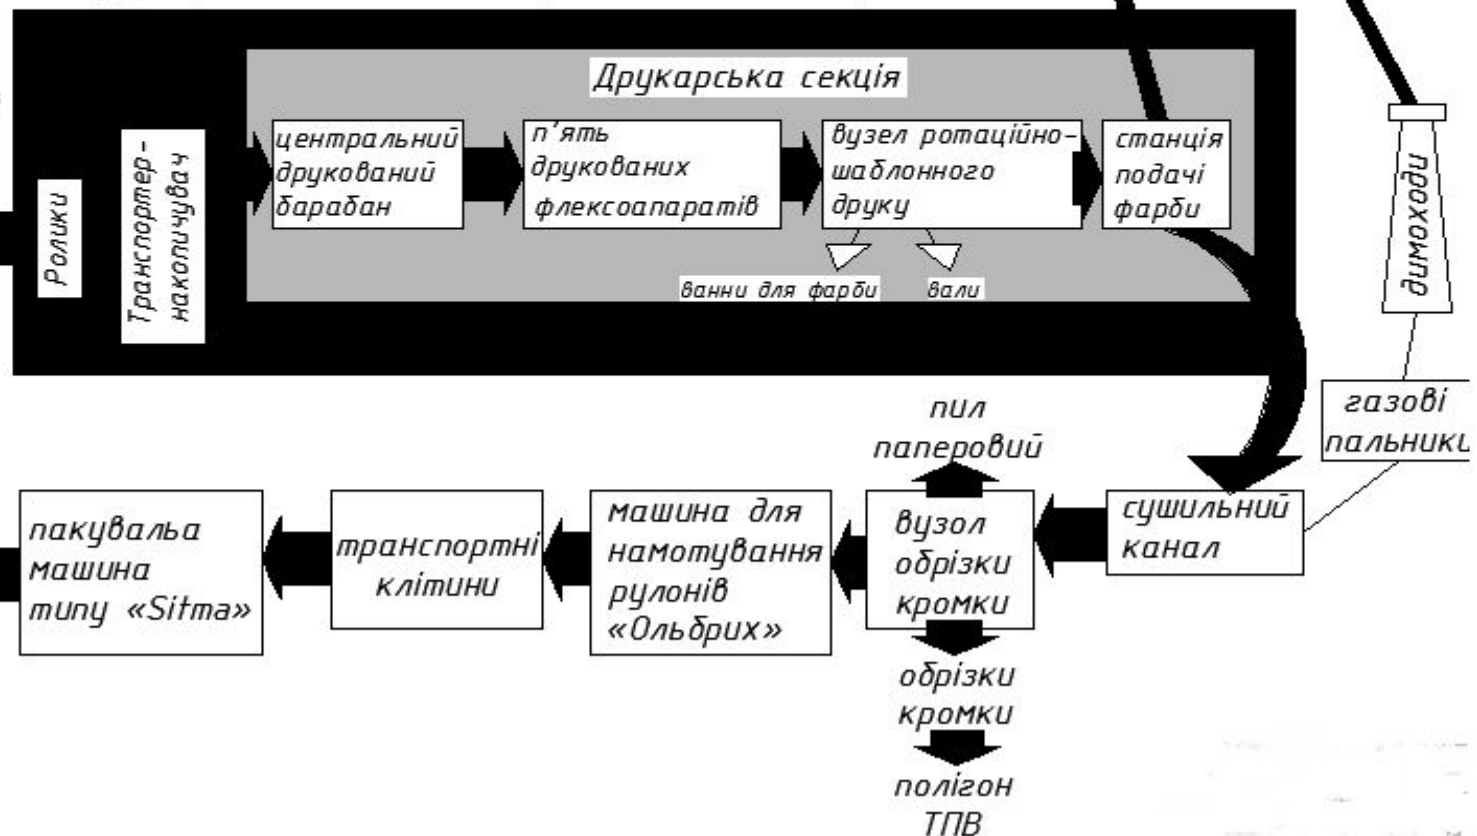 Друкарська секція
Ролики
Транспортер-
накопичувач
центральний
друкований
барабан
п'ять
друкованих
флексоапаратів
вузел ротаційно-
шаблонного
друку
станція
подачі
фарби
ванни для фарби
вали
димоходи
газові
пальники
пил
паперовий
пакувальа
машина
типу «Sitma»
транспортні
клітини
машина для
намотування
рулонів
«Ольбрих»
вузол
обрізки
кромки
сушильний
канал
обрізки
кромки
полігон
ТПВ